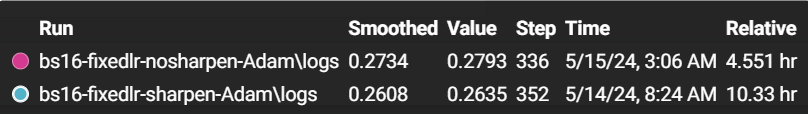 Run Smoothed Value Step Time Relative
bs16-fixedlr-nosharpen-Adam\logs 0.2734 0.2793 336 5/15/24, 3:06 AM 4.551 hr
bs16-fixedlr-sharpen-Adam\logs 0.2608 0.2635 352 5/14/24, 8:24 AM 10.33 hr